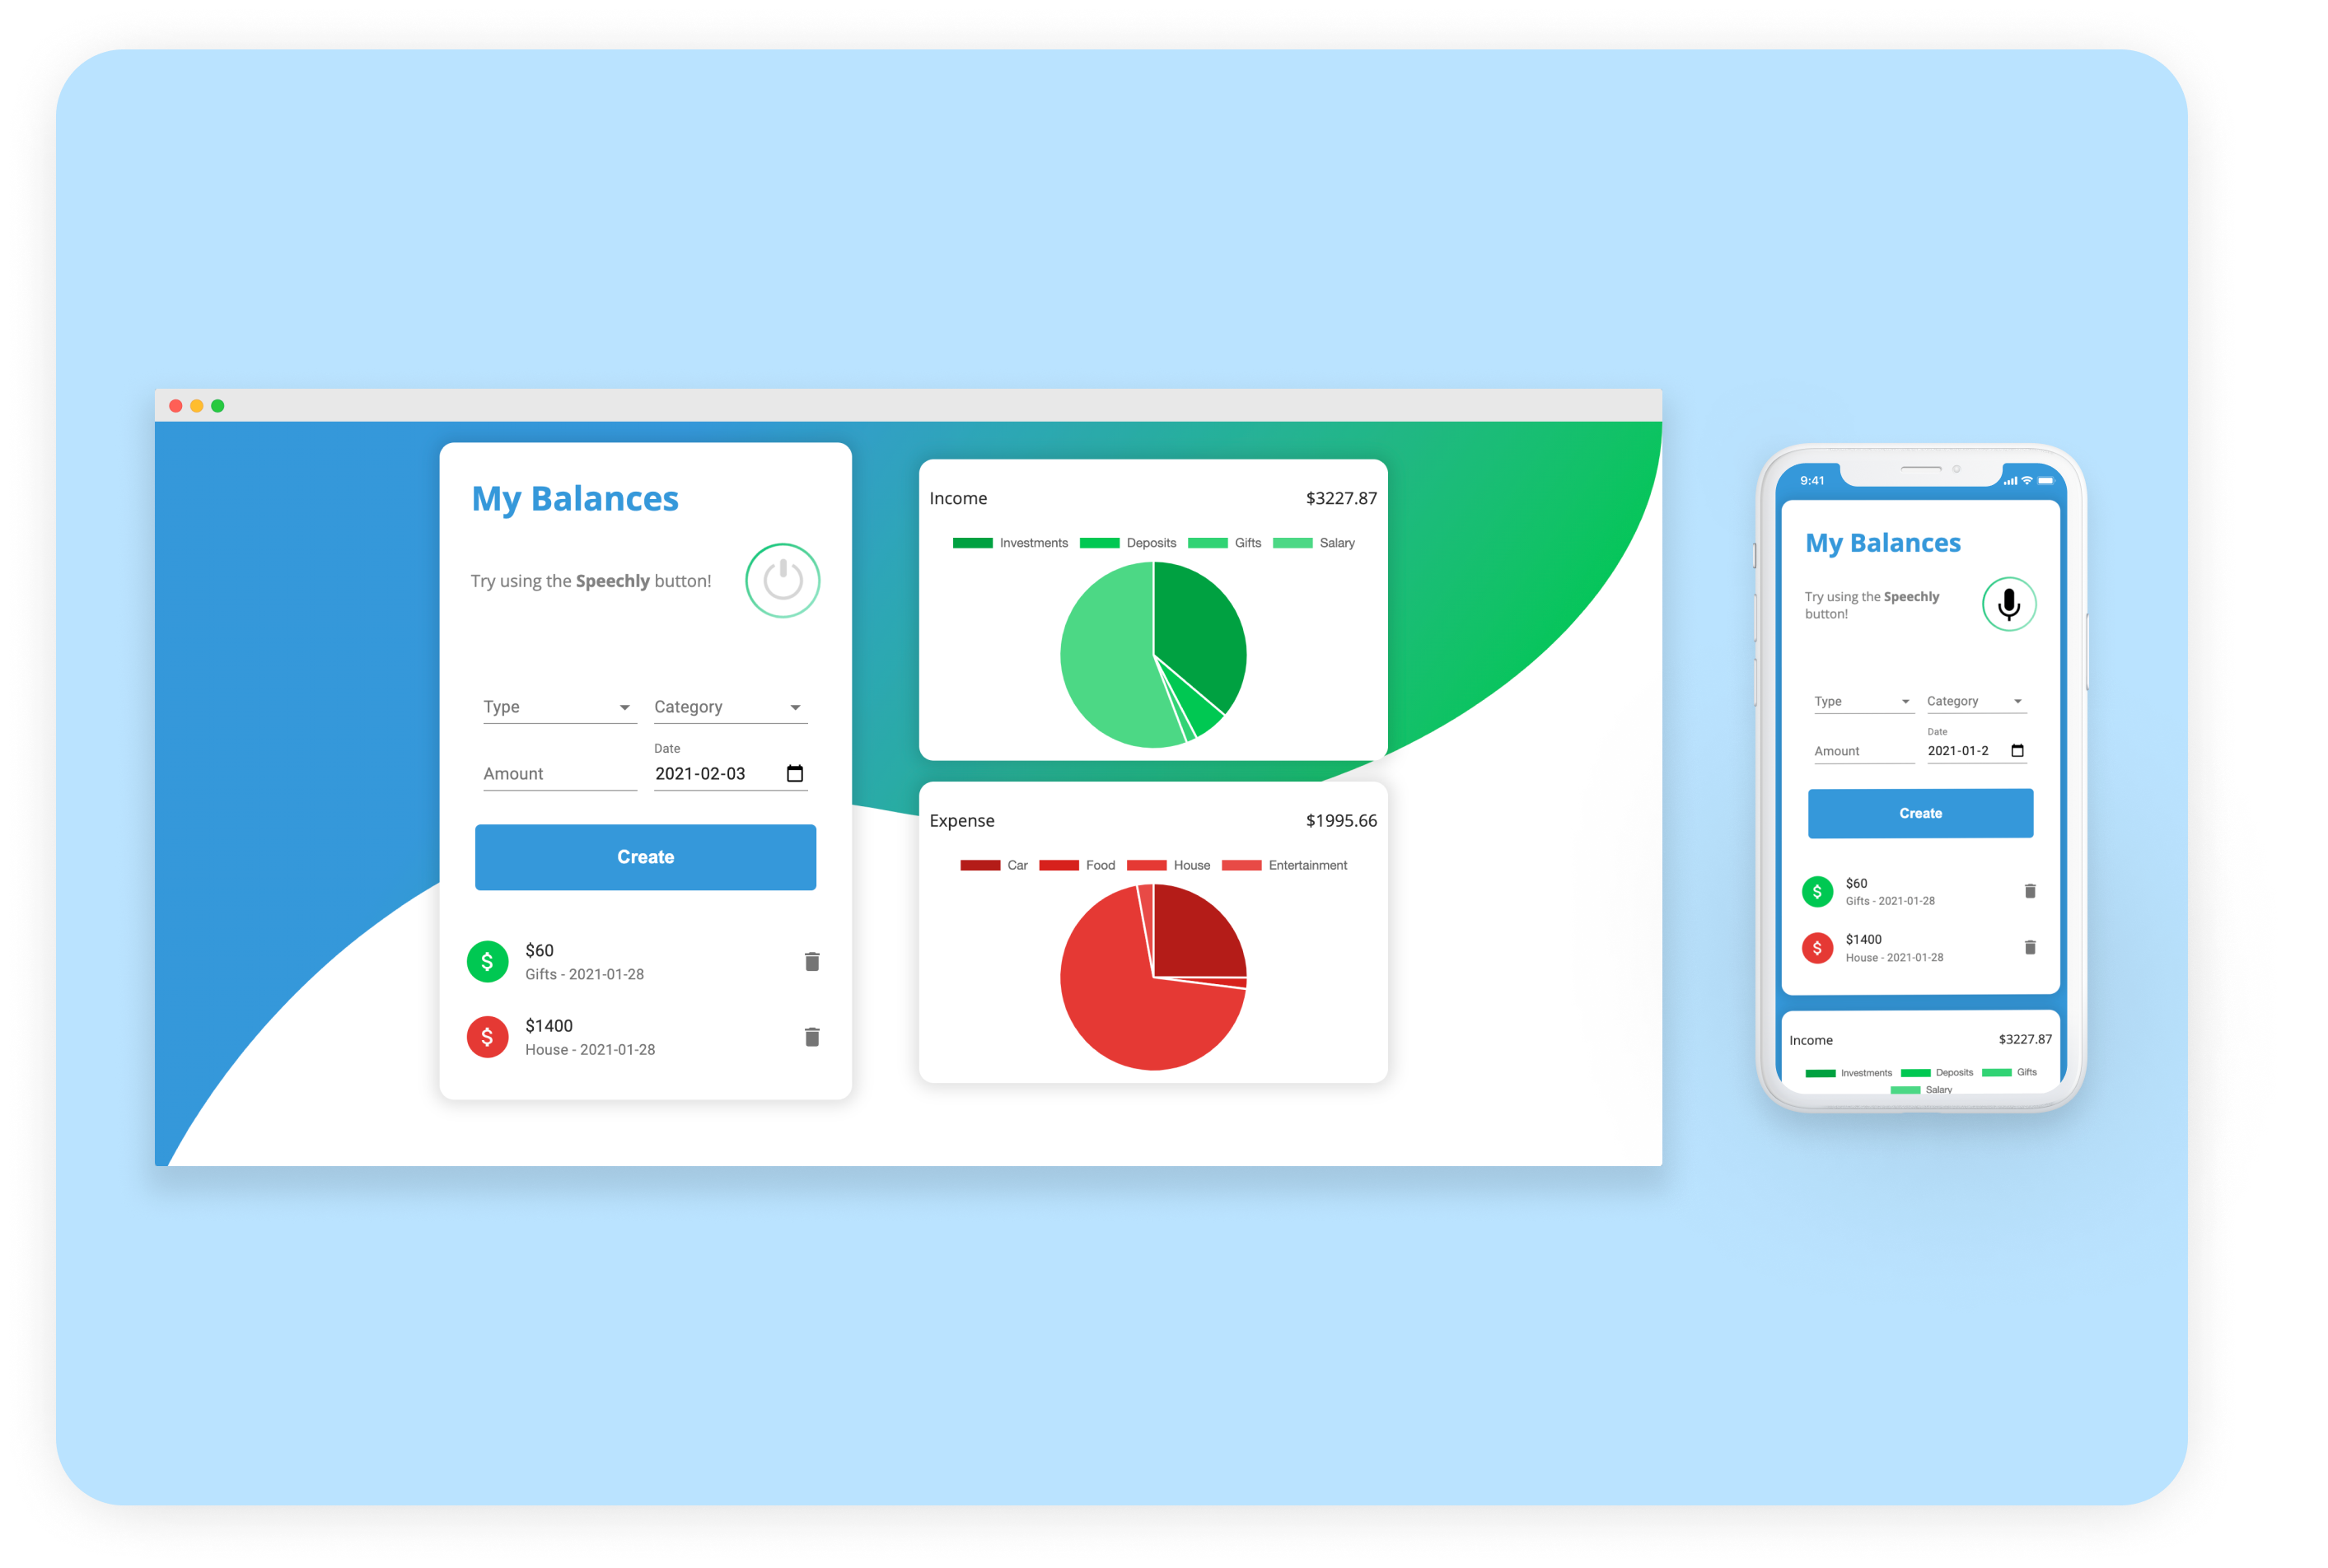 My Balances
Try using the Speechly button!
Type
Category
Date
Amount
2021-02-03
Create
$60
Gifts - 2021-01-28
$1400
House - 2021-01-28
Income $3227.87
Investments Deposits Gifts Salary
Expense $1995.66
Car Food House Entertainment
9:41
My Balances
Try using the Speechly
button!
Type
Category
Date
Amount
2021-01-2
Create
$60
Gifts - 2021-01-28
$1400
House - 2021-01-28
Income $3227.87
Investments Deposits Gifts
Salary